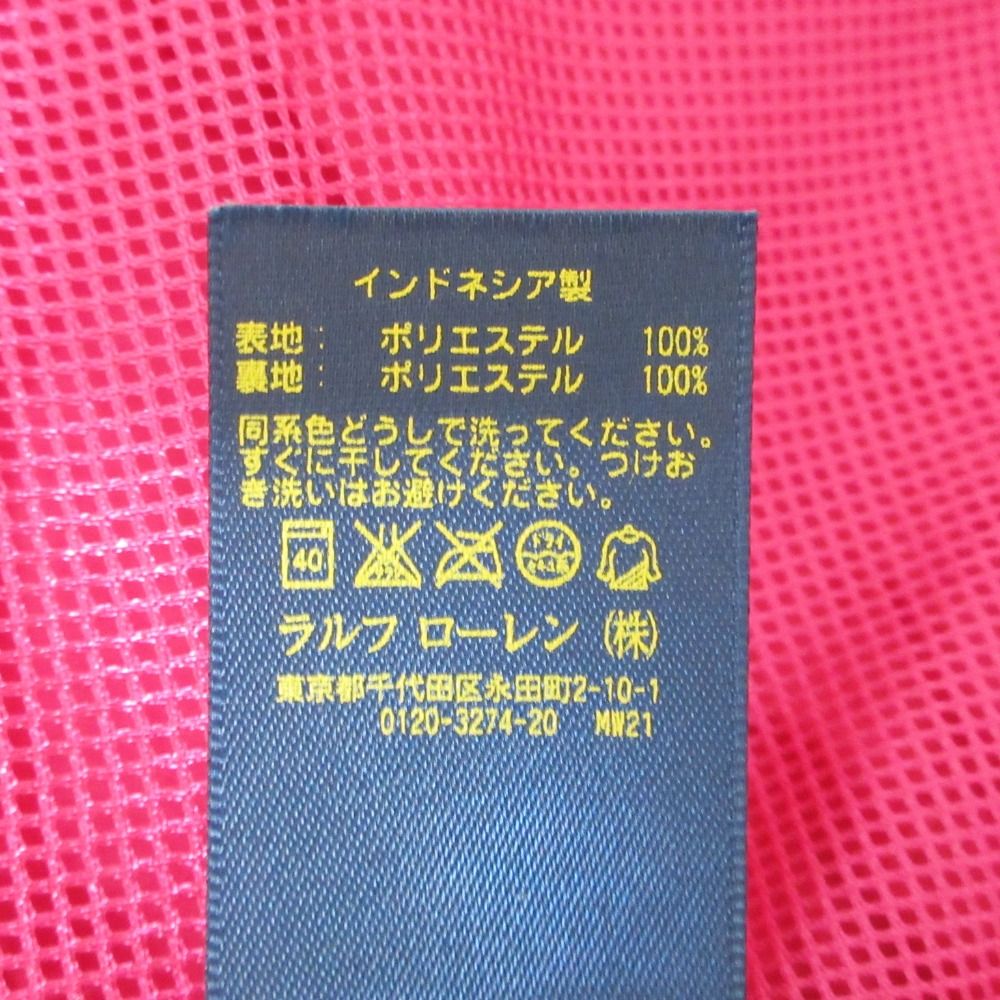 インドネシア製
表地： ポリエステル 100%
裏地： ポリエステル 100%
同系色どうしで洗ってください。
すぐに干してください。つけお
き洗いはお避けください。
40 ドライ
ラルフ ローレン (株)
東京都千代田区永田町2-10-1
0120-3274-20 MW21